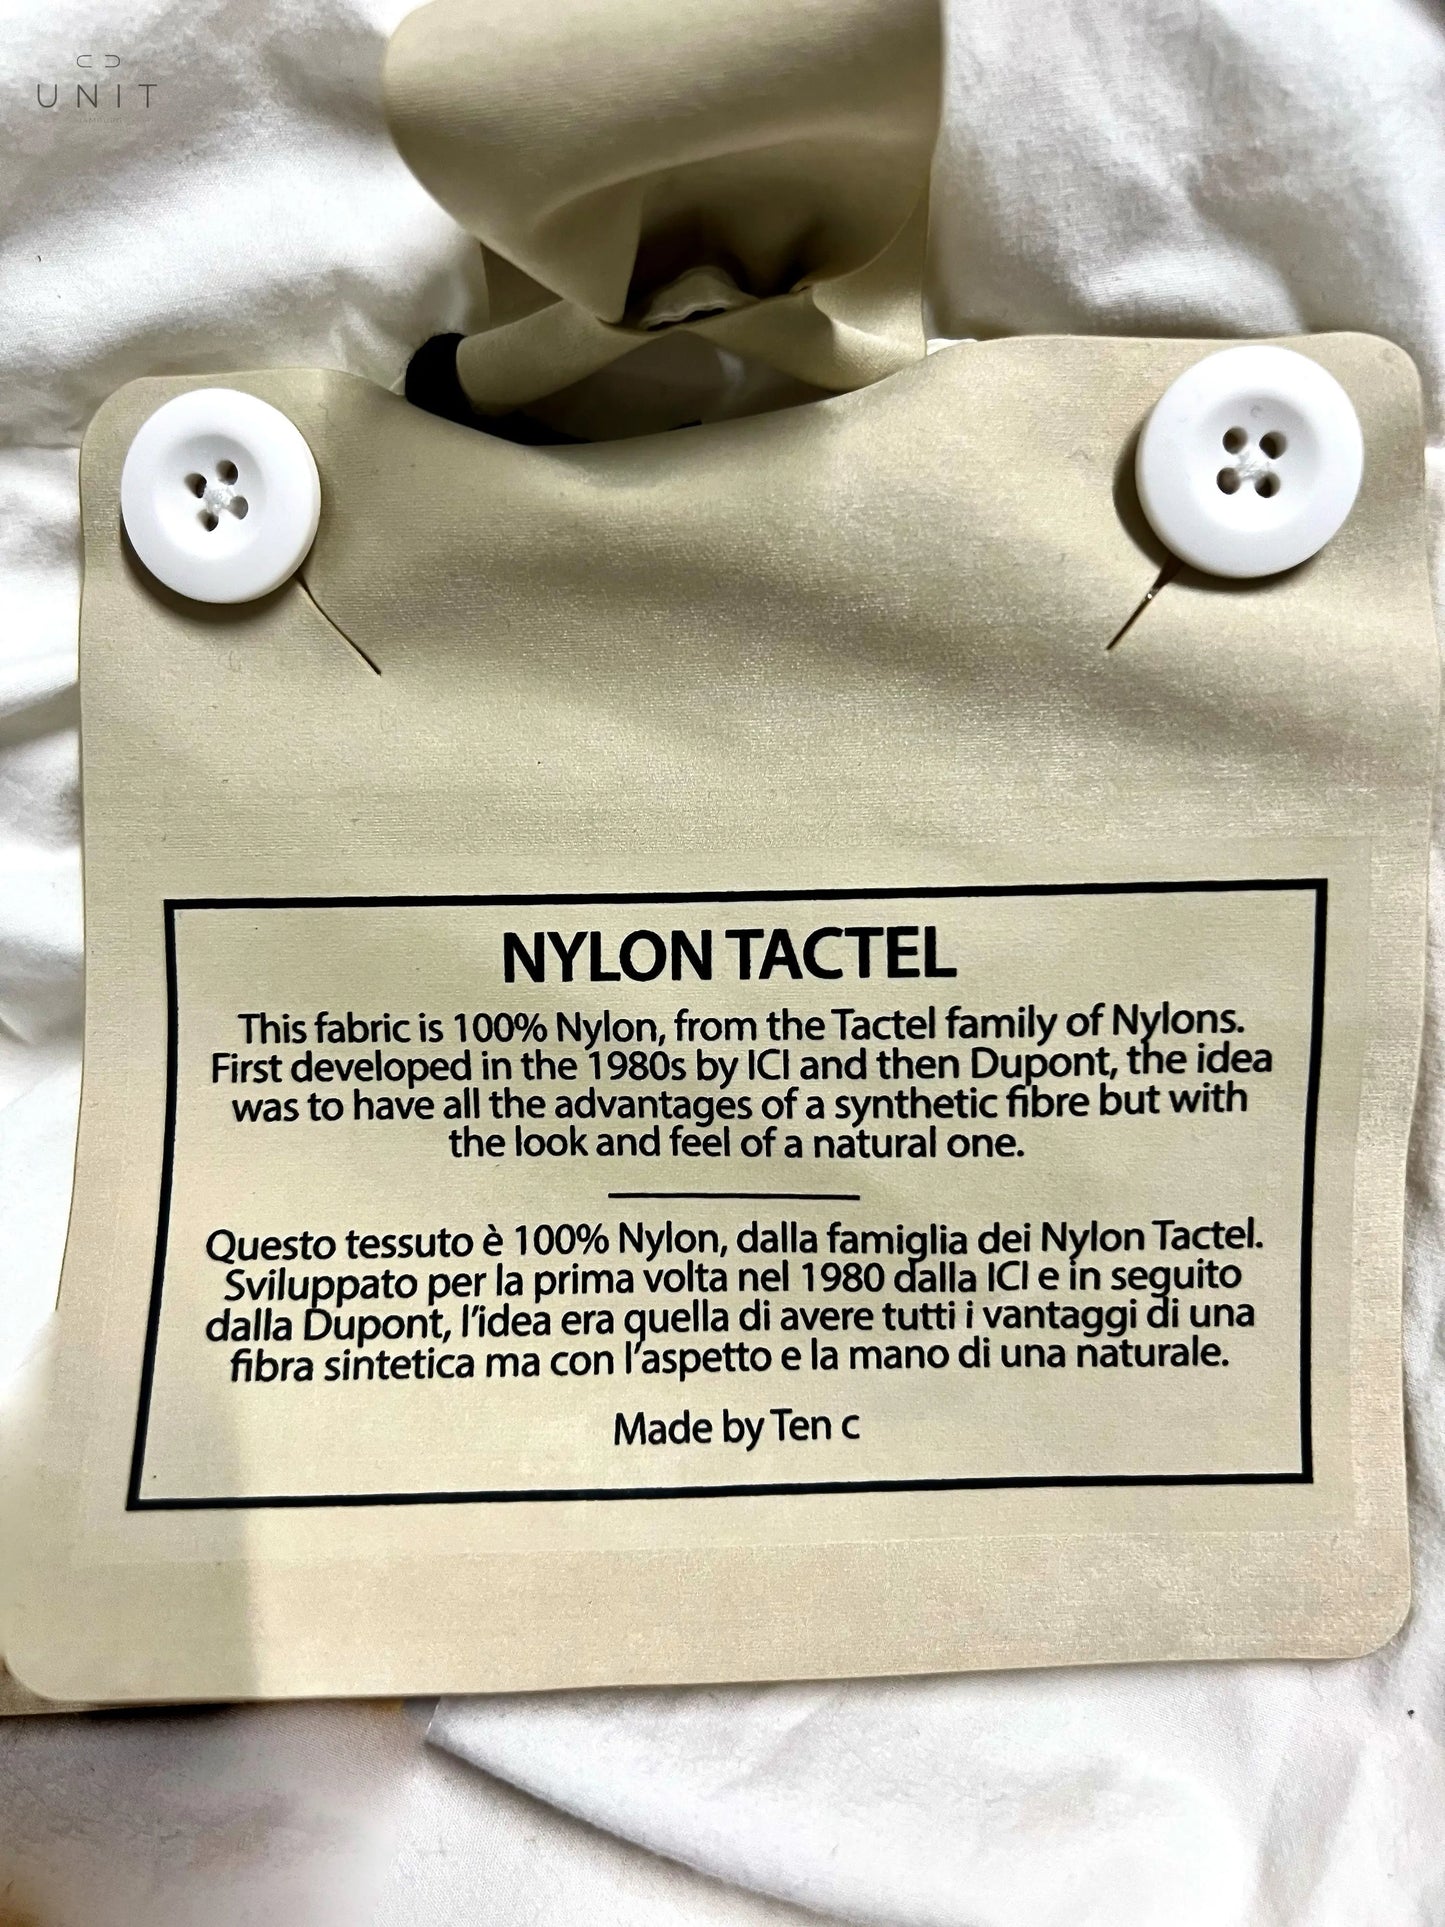 UNIT
HAMBURG
NYLON TACTEL
This fabric is 100% Nylon, from the Tactel family of Nylons.
First developed in the 1980s by ICI and then Dupont, the idea
was to have all the advantages of a synthetic fibre but with
the look and feel of a natural one.
Questo tessuto è 100% Nylon, dalla famiglia dei Nylon Tactel.
Sviluppato per la prima volta nel 1980 dalla ICI e in seguito
dalla Dupont, l'idea era quella di avere tutti i vantaggi di una
fibra sintetica ma con l'aspetto e la mano di una naturale.
Made by Ten c